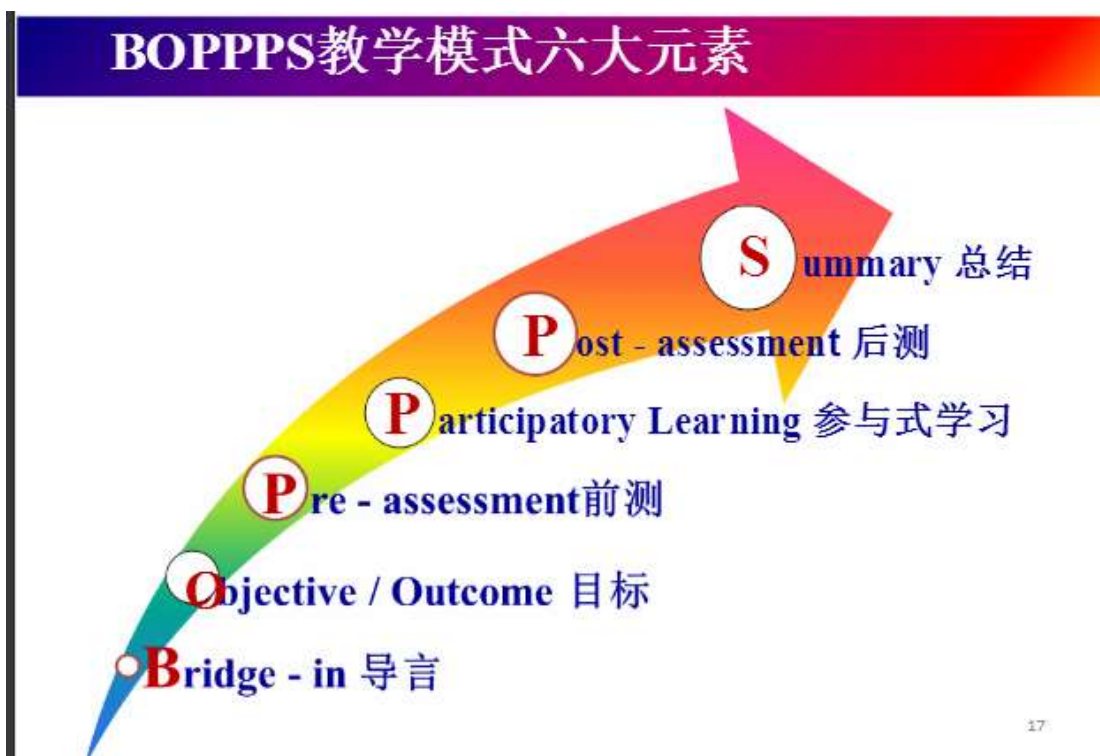 BOPPPS教学模式六大元素
Summary 总结
Post - assessment 后测
Participatory Learning 参与式学习
Pre - assessment前测
Objective / Outcome 目标
Bridge - in 导言
17